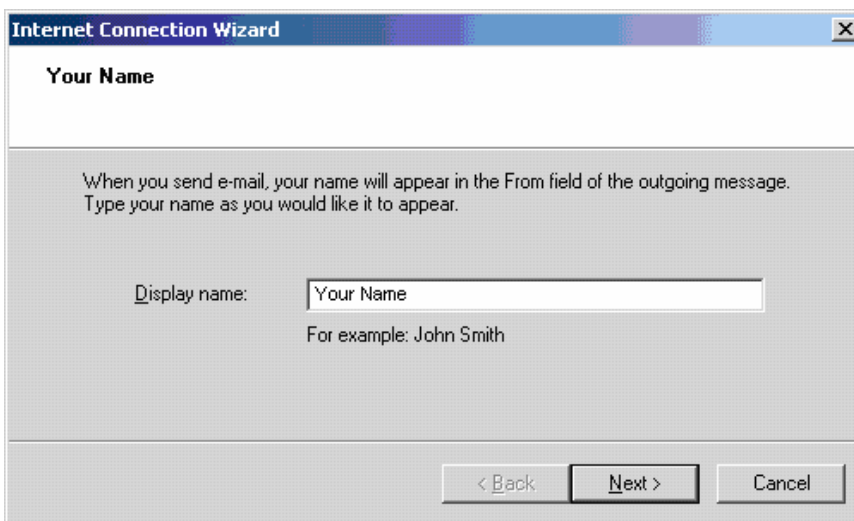 Internet Connection Wizard
Your Name
When you send e-mail, your name will appear in the From field of the outgoing message.
Type your name as you would like it to appear.
Display name: Your Name
For example: John Smith
< Back Next > Cancel